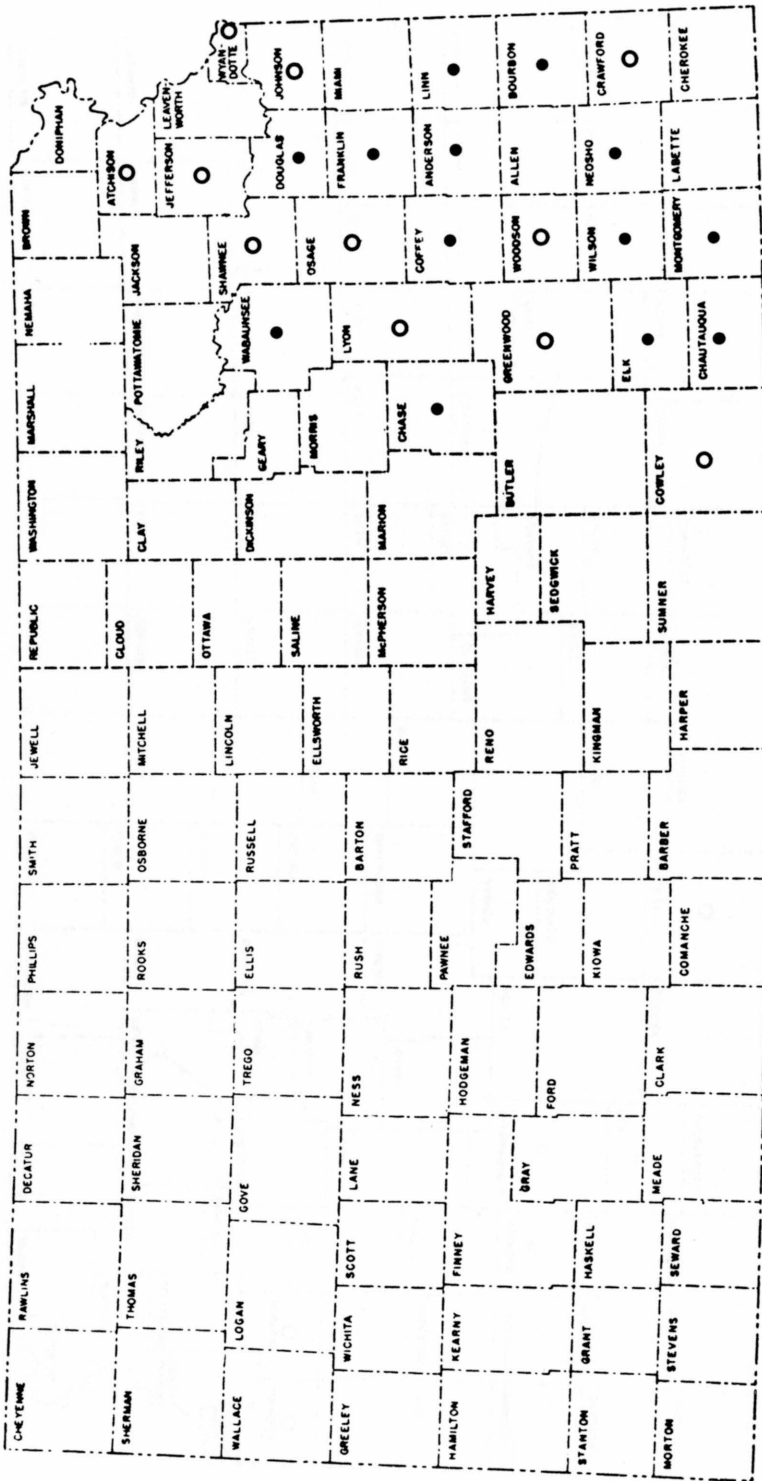 CHEYENNE
RAWLINS
DECATUR
NORTON
PHILLIPS
SMITH
JEWELL
REPUBLIC
WASHINGTON
MARSHALL
NEMAHA
BROWN
DONIPHAN
SHERMAN
THOMAS
SHERIDAN
GRAHAM
ROOKS
OSBORNE
MITCHELL
CLOUD
CLAY
RILEY
POTTAWATOMIE
JACKSON
ATCHISON
JEFFERSON
LEAVEN-
WORTH
WYAN-
DOTTE
WALLACE
LOGAN
GOVE
TREGO
ELLIS
RUSSELL
LINCOLN
OTTAWA
DICKINSON
GEARY
WABAUNSEE
SHAWNEE
DOUGLAS
JOHNSON
ELLSWORTH
SALINE
MORRIS
LYON
OSAGE
FRANKLIN
MIAMI
GREELEY
WICHITA
SCOTT
LANE
NESS
RUSH
BARTON
RICE
McPHERSON
MARION
CHASE
COFFEY
ANDERSON
LINN
HAMILTON
KEARNY
FINNEY
HODGEMAN
PAWNEE
STAFFORD
RENO
HARVEY
BUTLER
GREENWOOD
WOODSON
ALLEN
BOURBON
GRAY
FORD
EDWARDS
PRATT
KINGMAN
SEDGWICK
ELK
WILSON
NEOSHO
CRAWFORD
STANTON
GRANT
HASKELL
KIOWA
MORTON
STEVENS
SEWARD
MEADE
CLARK
COMANCHE
BARBER
HARPER
SUMNER
COWLEY
CHAUTAUQUA
MONTGOMERY
LABETTE
CHEROKEE